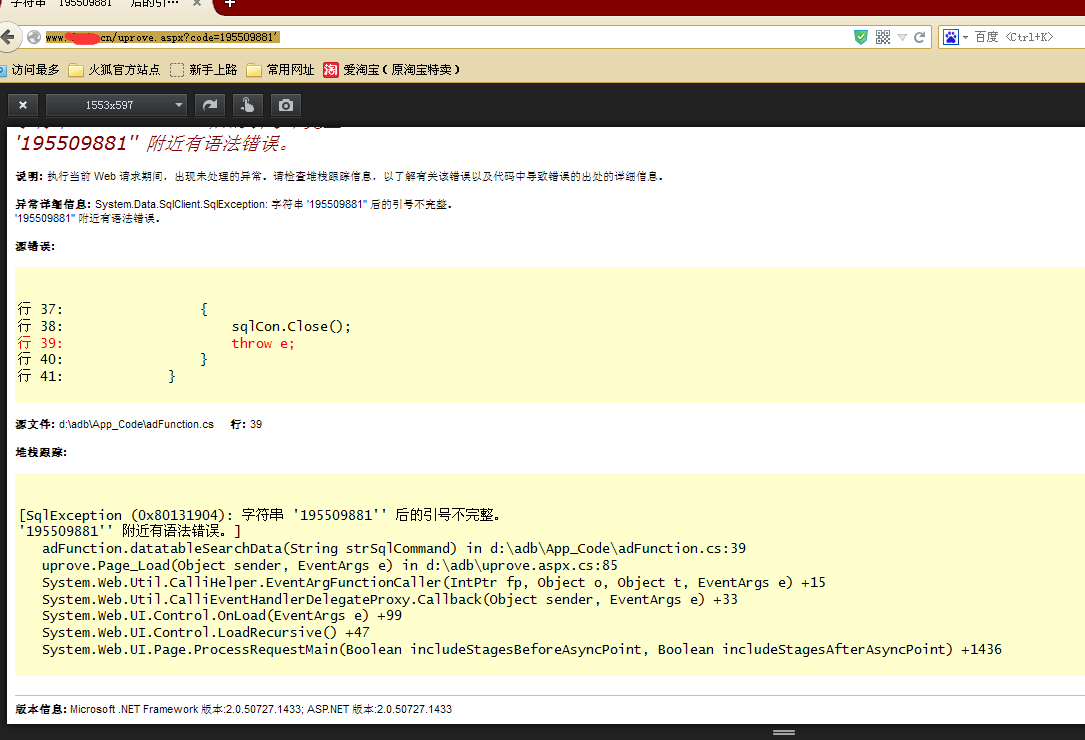 字符串 '195509881'' 后的引…
www. cn/uprove.aspx?code=195509881'
百度 <Ctrl+K>
访问最多 火狐官方站点 新手上路 常用网址 淘 爱淘宝（原淘宝特卖）
1553x597
'195509881'' 附近有语法错误。
说明: 执行当前 Web 请求期间，出现未处理的异常。请检查堆栈跟踪信息，以了解有关该错误以及代码中导致错误的出处的详细信息。
异常详细信息: System.Data.SqlClient.SqlException: 字符串 '195509881'' 后的引号不完整。
'195509881'' 附近有语法错误。
源错误:
行 37: {
行 38: sqlCon.Close();
行 39: throw e;
行 40: }
行 41: }
源文件: d:\adb\App_Code\adFunction.cs 行: 39
堆栈跟踪:
[SqlException (0x80131904): 字符串 '195509881'' 后的引号不完整。
'195509881'' 附近有语法错误。]
adFunction.datatableSearchData(String strSqlCommand) in d:\adb\App_Code\adFunction.cs:39
uprove.Page_Load(Object sender, EventArgs e) in d:\adb\uprove.aspx.cs:85
System.Web.Util.CalliHelper.EventArgFunctionCaller(IntPtr fp, Object o, Object t, EventArgs e) +15
System.Web.Util.CalliEventHandlerDelegateProxy.Callback(Object sender, EventArgs e) +33
System.Web.UI.Control.OnLoad(EventArgs e) +99
System.Web.UI.Control.LoadRecursive() +47
System.Web.UI.Page.ProcessRequestMain(Boolean includeStagesBeforeAsyncPoint, Boolean includeStagesAfterAsyncPoint) +1436
版本信息: Microsoft .NET Framework 版本:2.0.50727.1433; ASP.NET 版本:2.0.50727.1433